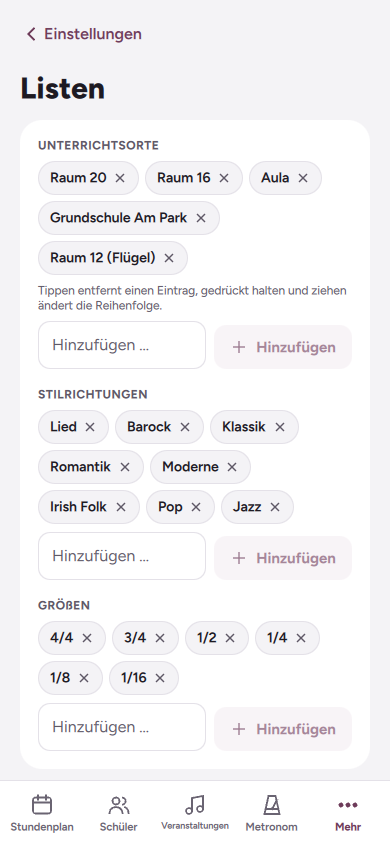 Einstellungen
Listen
UNTERRICHTSORTE
Raum 20 × Raum 16 × Aula ×
Grundschule Am Park ×
Raum 12 (Flügel) ×
Tippen entfernt einen Eintrag, gedrückt halten und ziehen
ändert die Reihenfolge.
Hinzufügen ... + Hinzufügen
STILRICHTUNGEN
Lied × Barock × Klassik ×
Romantik × Moderne ×
Irish Folk × Pop × Jazz ×
Hinzufügen ... + Hinzufügen
GRÖßEN
4/4 × 3/4 × 1/2 × 1/4 ×
1/8 × 1/16 ×
Hinzufügen ... + Hinzufügen
Stundenplan Schüler Veranstaltungen Metronom Mehr